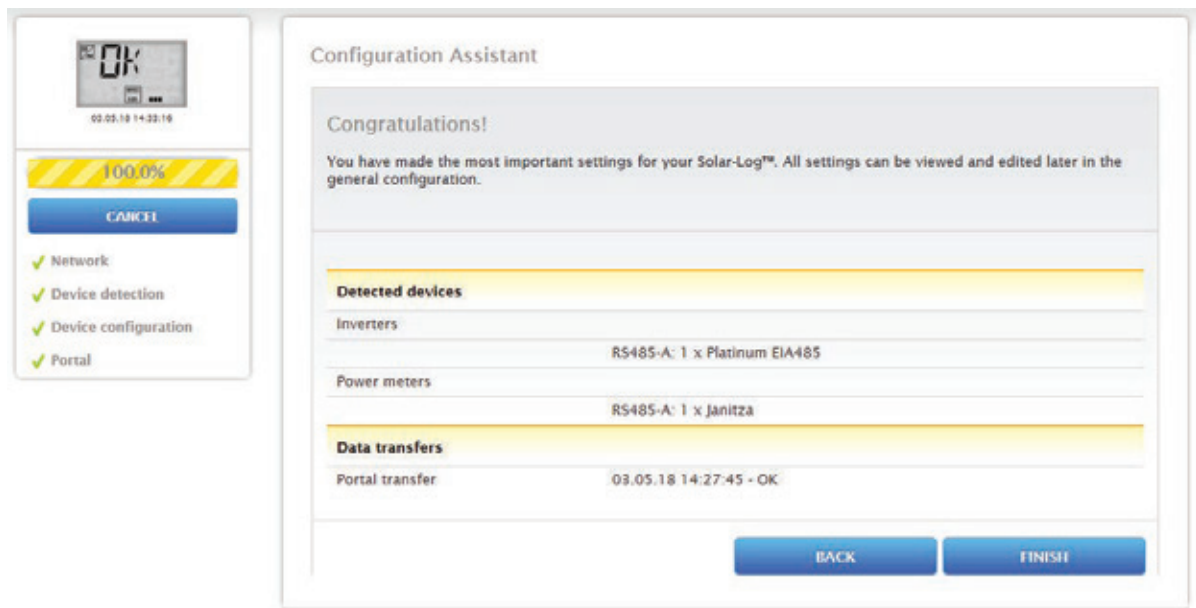 OK
03.05.18 14:33:16
100.0%
CANCEL
Network
Device detection
Device configuration
Portal
Configuration Assistant
Congratulations!
You have made the most important settings for your Solar-Log™. All settings can be viewed and edited later in the
general configuration.
Detected devices
Inverters
RS485-A: 1 x Platinum EIA485
Power meters
RS485-A: 1 x Janitza
Data transfers
Portal transfer 03.05.18 14:27:45 - OK
BACK FINISH